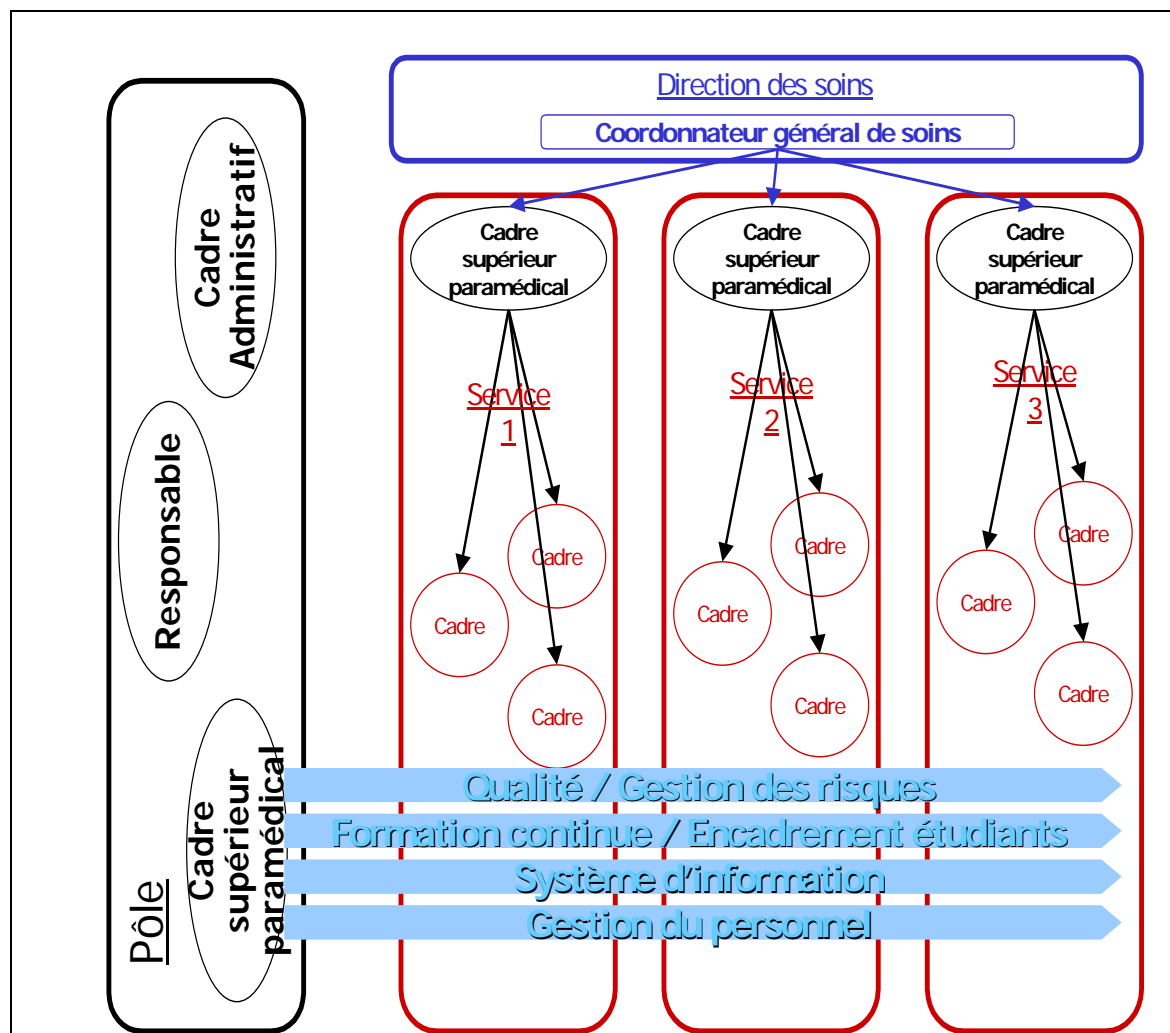 Direction des soins
Coordonnateur général de soins
Cadre
Administratif
Responsable
Cadre
supérieur
paramédical
Pôle
Cadre
supérieur
paramédical
Service
1
Cadre
Cadre
Cadre
Cadre
supérieur
paramédical
Service
2
Cadre
Cadre
Cadre
Cadre
supérieur
paramédical
Service
3
Cadre
Cadre
Cadre
Qualité / Gestion des risques
Formation continue / Encadrement étudiants
Système d'information
Gestion du personnel